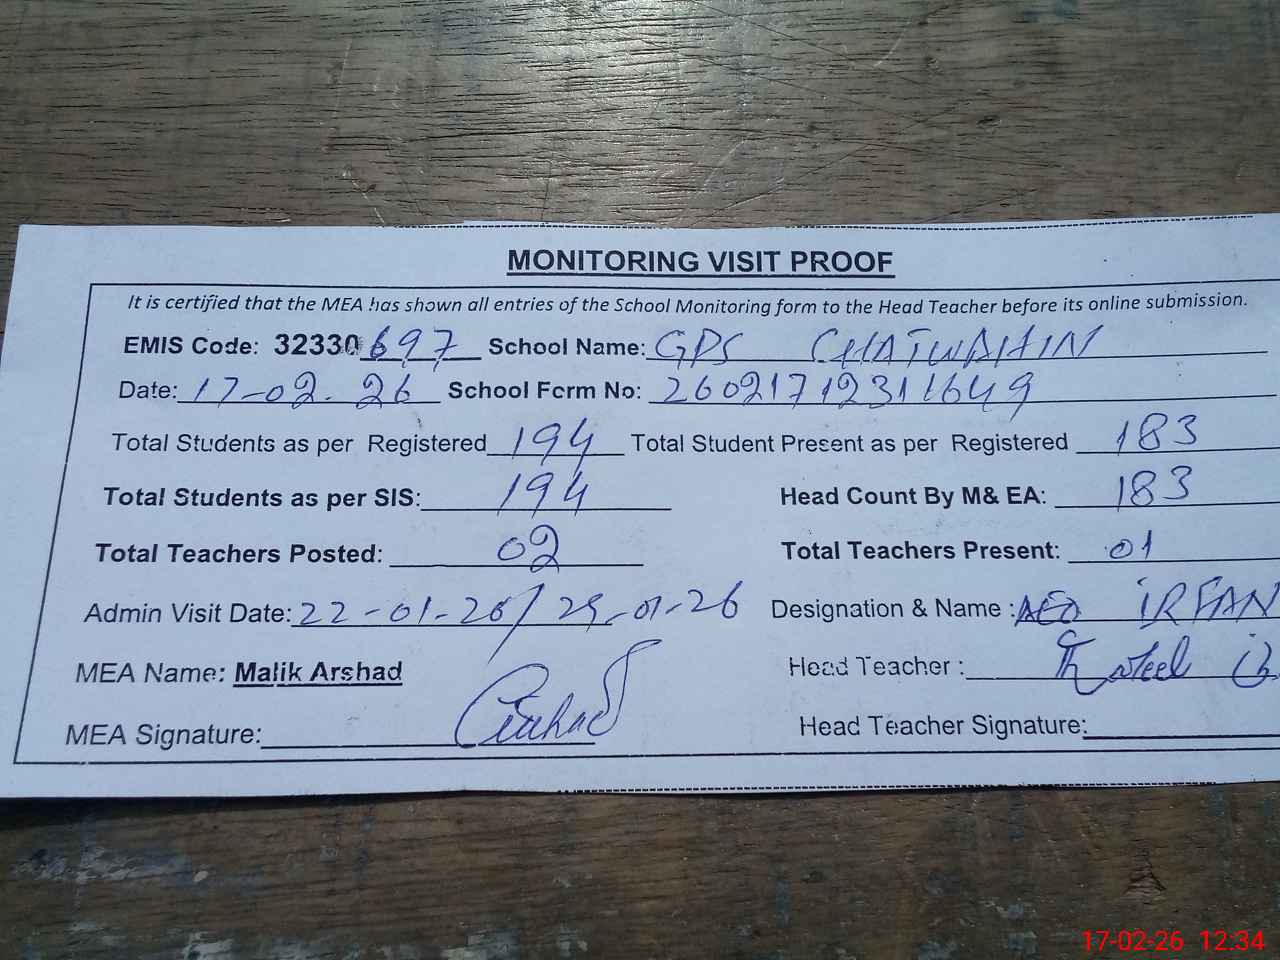 MONITORING VISIT PROOF
It is certified that the MEA has shown all entries of the School Monitoring form to the Head Teacher before its online submission.
EMIS Code: 32330697 School Name: GPS CHATWAHIN
Date: 17-02-26 School Form No: 260217123111649
Total Students as per Registered 194 Total Student Present as per Registered 183
Total Students as per SIS: 194 Head Count By M& EA: 183
Total Teachers Posted: 02 Total Teachers Present: 01
Admin Visit Date: 22-01-26/29-01-26 Designation & Name : AEO IRFAN
MEA Name: Malik Arshad Head Teacher :
MEA Signature: Head Teacher Signature:
17-02-26 12:34